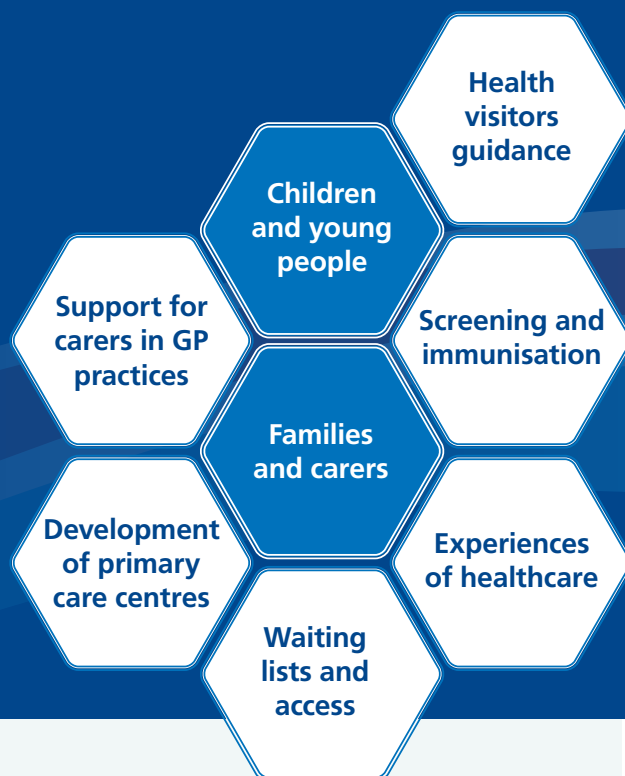 Health
visitors
guidance
Children
and young
people
Support for
carers in GP
practices
Screening and
immunisation
Families
and carers
Development
of primary
care centres
Experiences
of healthcare
Waiting
lists and
access